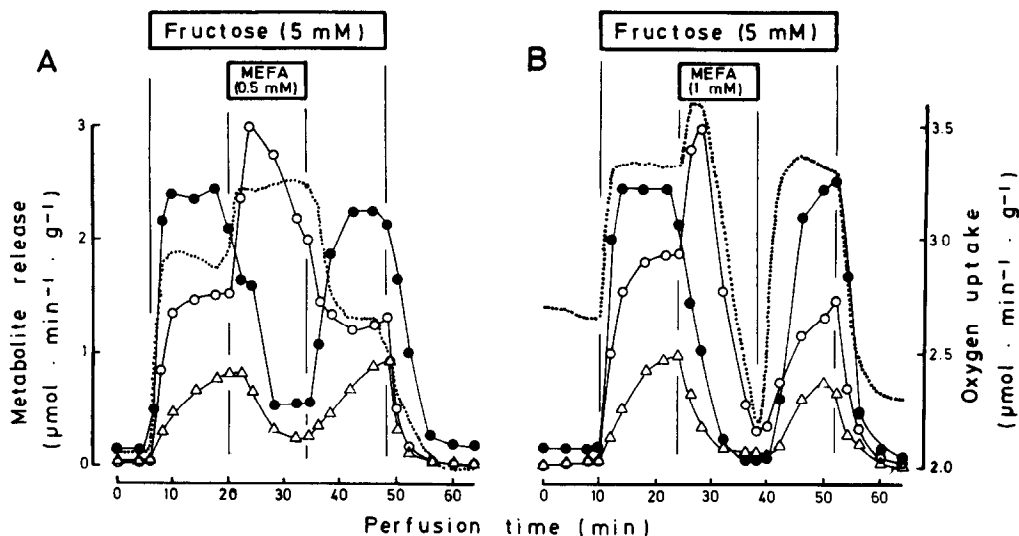 Fructose (5 mM)
Fructose (5 mM)
A
MEFA
(0.5 mM)
B
MEFA
(1 mM)
3
2
1
0
3.5
3.0
2.5
2.0
Metabolite release
(µmol · min⁻¹ · g⁻¹)
Oxygen uptake
(µmol · min⁻¹ · g⁻¹)
0 10 20 30 40 50 60
0 10 20 30 40 50 60
Perfusion time (min)